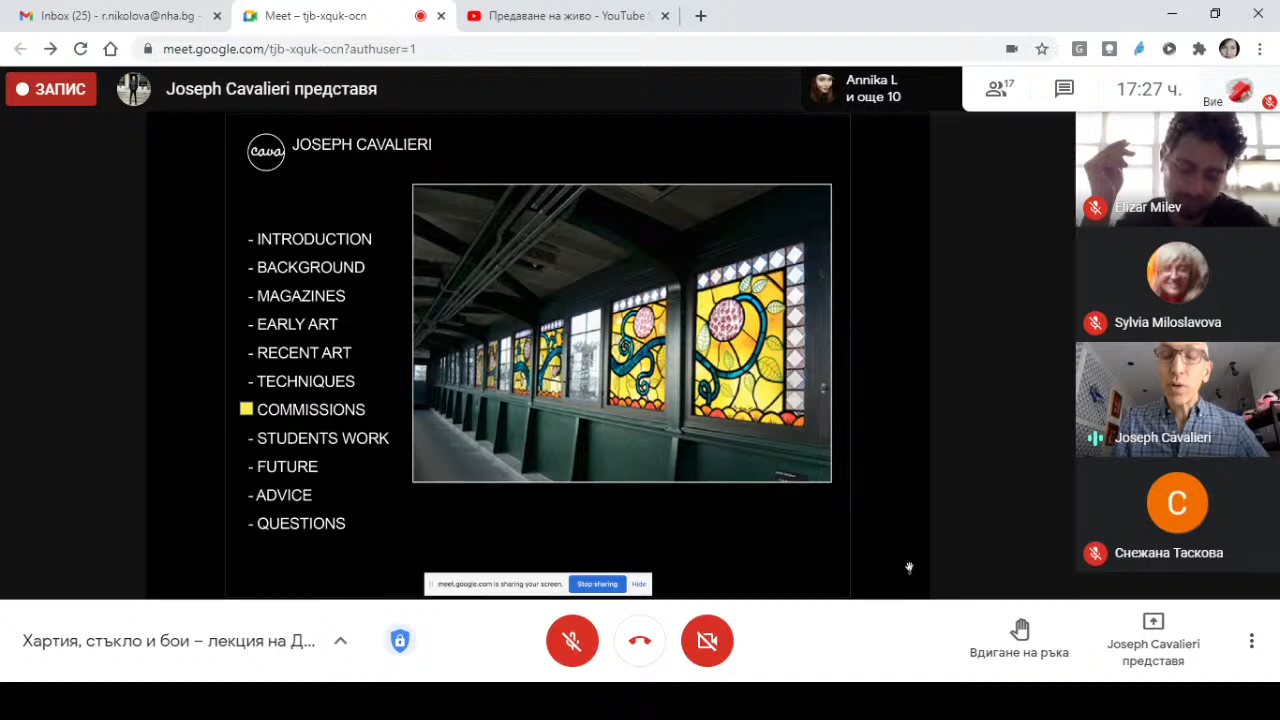 Inbox (25) - r.nikolova@nha.bg -
Meet – tjb-xquk-ocn
Предаване на живо - YouTube
meet.google.com/tjb-xquk-ocn?authuser=1
ЗАПИС
Joseph Cavalieri представя
Annika L
и още 10
17
17:27 ч.
Вие
cava
JOSEPH CAVALIERI
- INTRODUCTION
- BACKGROUND
- MAGAZINES
- EARLY ART
- RECENT ART
- TECHNIQUES
COMMISSIONS
- STUDENTS WORK
- FUTURE
- ADVICE
- QUESTIONS
Elizar Milev
Sylvia Miloslavova
Joseph Cavalieri
С
Снежана Таскова
meet.google.com is sharing your screen.
Stop sharing
Hide
Хартия, стъкло и бои – лекция на Д...
Вдигане на ръка
Joseph Cavalieri
представя